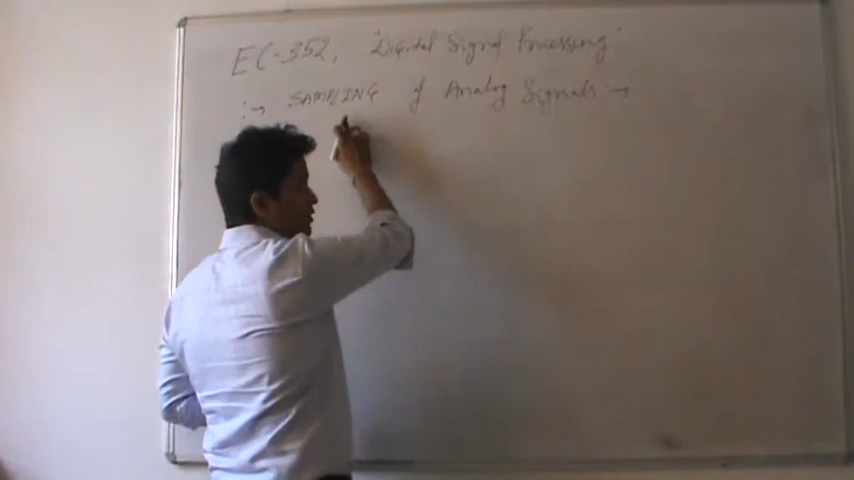 EC-352, "Digital Signal Processing"
:→ SAMPLING of Analog Signals →